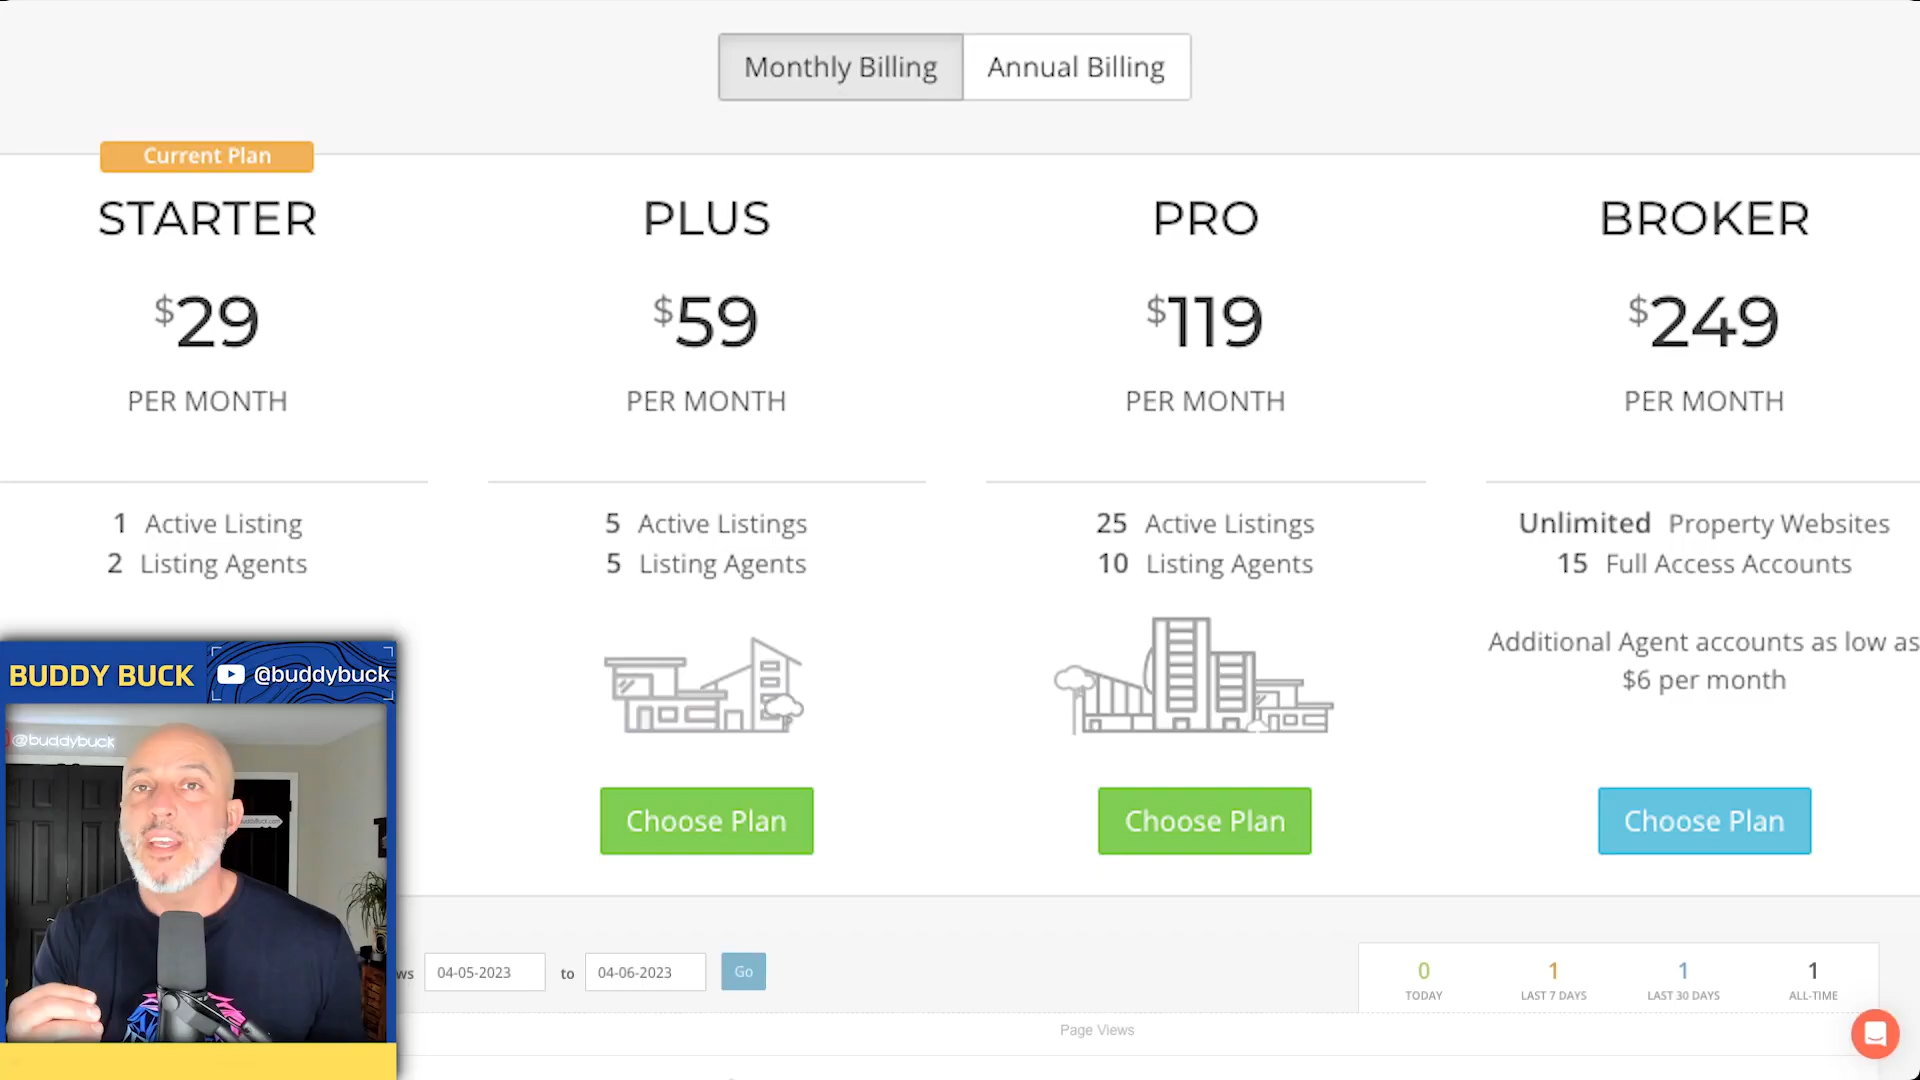 Monthly Billing
Annual Billing
Current Plan
STARTER
$29
PER MONTH
1 Active Listing
2 Listing Agents
PLUS
$59
PER MONTH
5 Active Listings
5 Listing Agents
Choose Plan
PRO
$119
PER MONTH
25 Active Listings
10 Listing Agents
Choose Plan
BROKER
$249
PER MONTH
Unlimited Property Websites
15 Full Access Accounts
Additional Agent accounts as low as
$6 per month
Choose Plan
BUDDY BUCK
@buddybuck
@buddybuck
ws 04-05-2023 to 04-06-2023 Go
0 1 1 1
TODAY LAST 7 DAYS LAST 30 DAYS ALL-TIME
Page Views